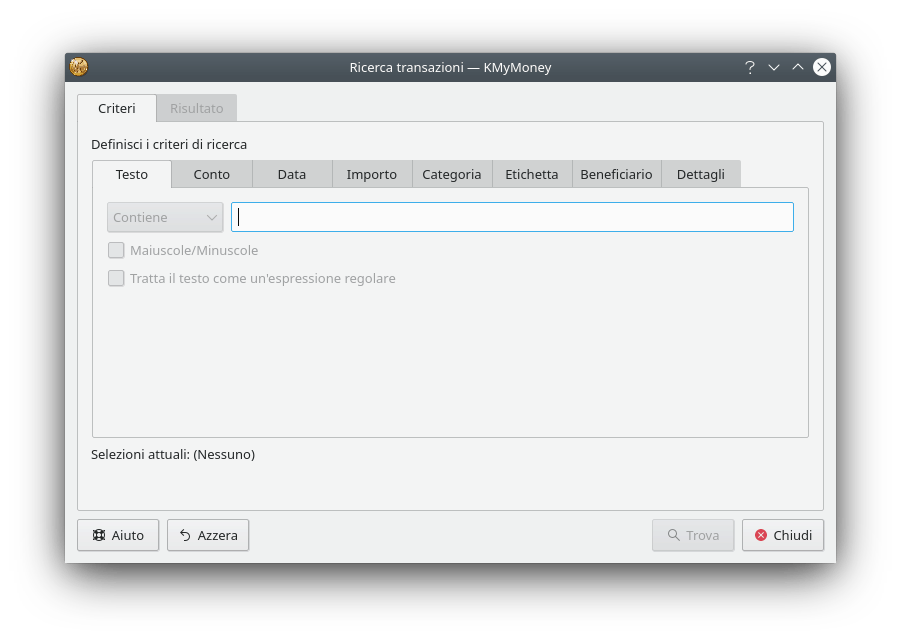 Ricerca transazioni — KMyMoney
Criteri Risultato
Definisci i criteri di ricerca
Testo Conto Data Importo Categoria Etichetta Beneficiario Dettagli
Contiene
Maiuscole/Minuscole
Tratta il testo come un'espressione regolare
Selezioni attuali: (Nessuno)
Aiuto Azzera Trova Chiudi